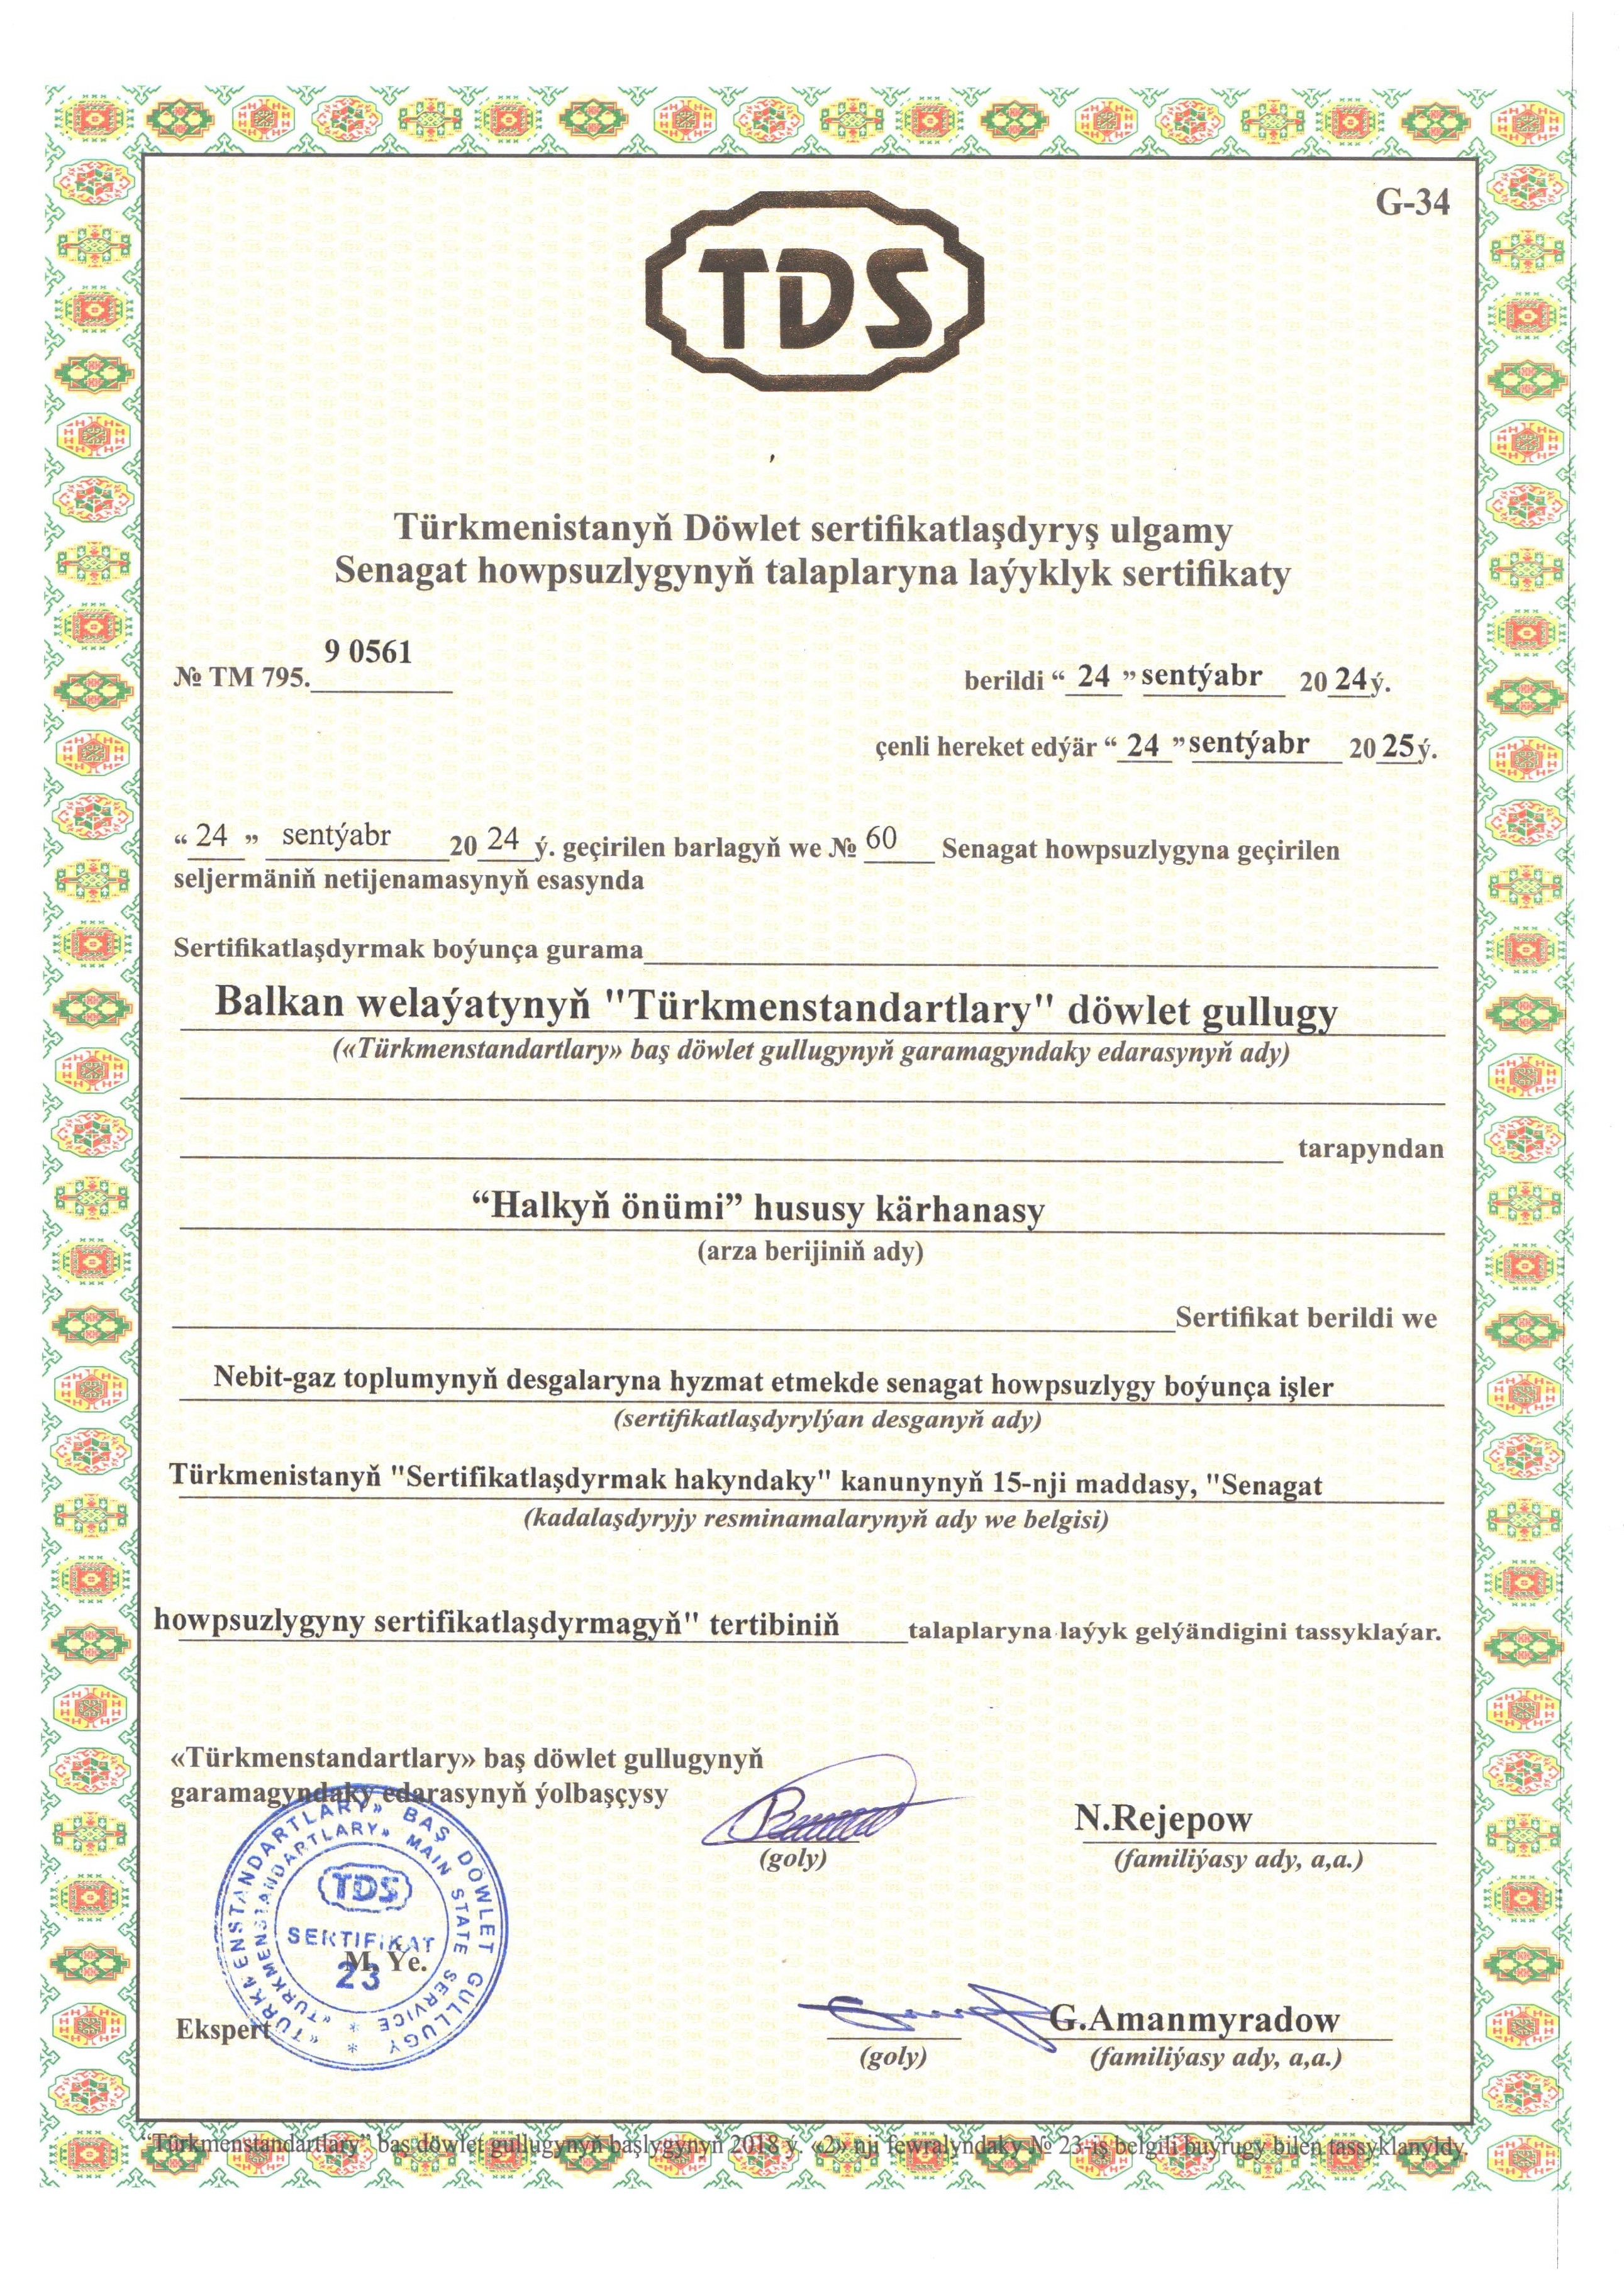 G-34
TDS
Türkmenistanyň Döwlet sertifikatlaşdyryş ulgamy
Senagat howpsuzlygynyň talaplaryna laýyklyk sertifikaty
№ TM 795. 9 0561
berildi “ 24 ” sentýabr 20 24 ý.
çenli hereket edýär “ 24 ” sentýabr 20 25 ý.
“ 24 ” sentýabr 20 24 ý. geçirilen barlagyň we № 60 Senagat howpsuzlygyna geçirilen
seljermäniň netijenamasynyň esasynda
Sertifikatlaşdyrmak boýunça gurama
Balkan welaýatynyň "Türkmenstandartlary" döwlet gullugy
(«Türkmenstandartlary» baş döwlet gullugynyň garamagyndaky edarasynyň ady)
tarapyndan
“Halkyň önümi” hususy kärhanasy
(arza berijiniň ady)
Sertifikat berildi we
Nebit-gaz toplumynyň desgalaryna hyzmat etmekde senagat howpsuzlygy boýunça işler
(sertifikatlaşdyrylýan desganyň ady)
Türkmenistanyň "Sertifikatlaşdyrmak hakyndaky" kanunynyň 15-nji maddasy, "Senagat
(kadalaşdyryjy resminamalarynyň ady we belgisi)
howpsuzlygyny sertifikatlaşdyrmagyň" tertibiniň talaplaryna laýyk gelýändigini tassyklaýar.
«Türkmenstandartlary» baş döwlet gullugynyň
garamagyndaky edarasynyň ýolbaşçysy
N.Rejepow
(goly)
(familiýasy ady, a,a.)
«TÜRKMENSTANDARTLARY» BAŞ DÖWLET GULLUGY *
«TÜRKMENSTANDARTLARY» MAIN STATE SERVICE *
TDS
SERTIFIKAT
23
M. Ýe.
Ekspert
G.Amanmyradow
(goly)
(familiýasy ady, a,a.)
“Türkmenstandartlary” baş döwlet gullugynyň başlygynyň 2018 ý. «2» nji fewralyndaky № 23-iş belgili buýrugy bilen tassyklanyldy.